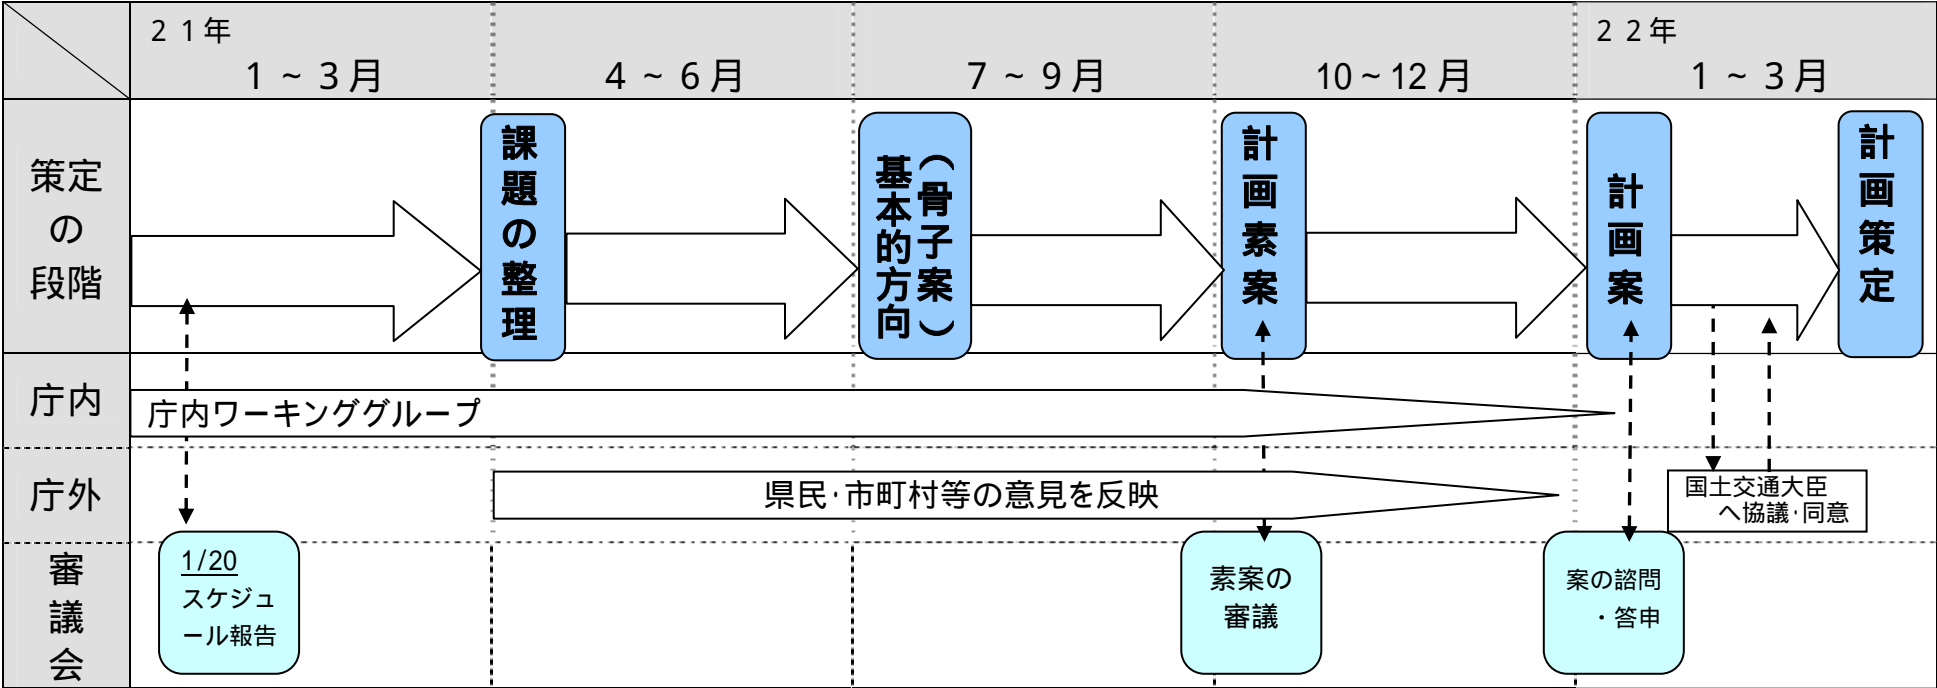 ２１年
１～３月
４～６月
７～９月
10～12月
２２年
１～３月
策定
の
段階
課題の整理
基本的方向
（骨子案）
計画素案
計画案
計画策定
庁内
庁内ワーキンググループ
庁外
県民・市町村等の意見を反映
国土交通大臣
へ協議・同意
審
議
会
1/20
スケジュ
ール報告
素案の
審議
案の諮問
・答申